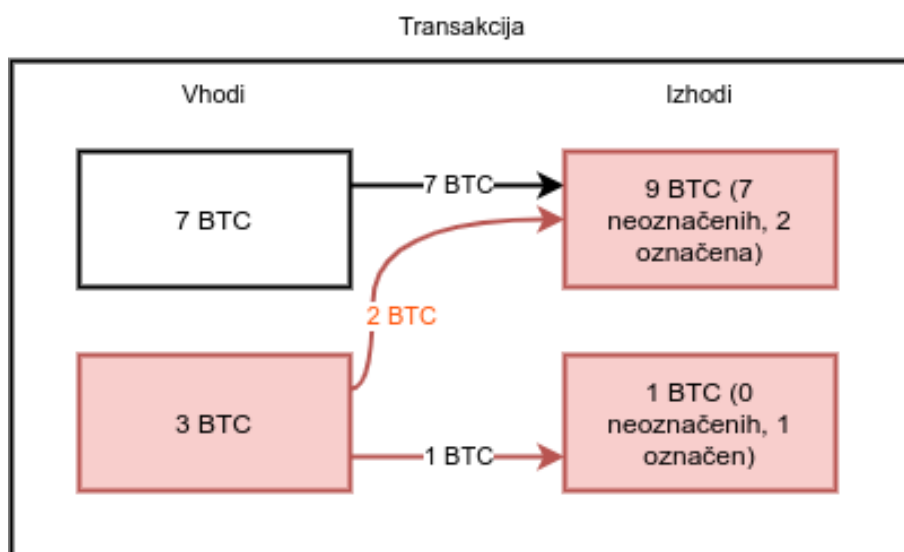 Transakcija
Vhodi
Izhodi
7 BTC
7 BTC
9 BTC (7
neoznačenih, 2
označena)
2 BTC
3 BTC
1 BTC
1 BTC (0
neoznačenih, 1
označen)